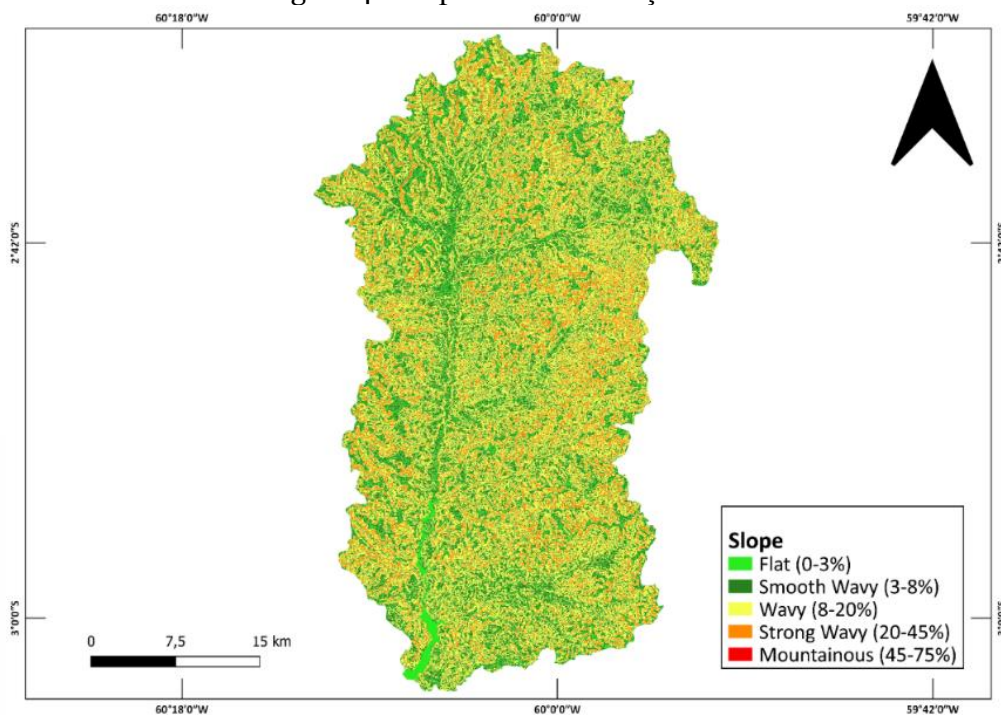 60°18'0"W 60°0'0"W 59°42'0"W
2°42'0"S
3°0'0"S
0 7,5 15 km
Slope
Flat (0-3%)
Smooth Wavy (3-8%)
Wavy (8-20%)
Strong Wavy (20-45%)
Mountainous (45-75%)
60°18'0"W 60°0'0"W 59°42'0"W